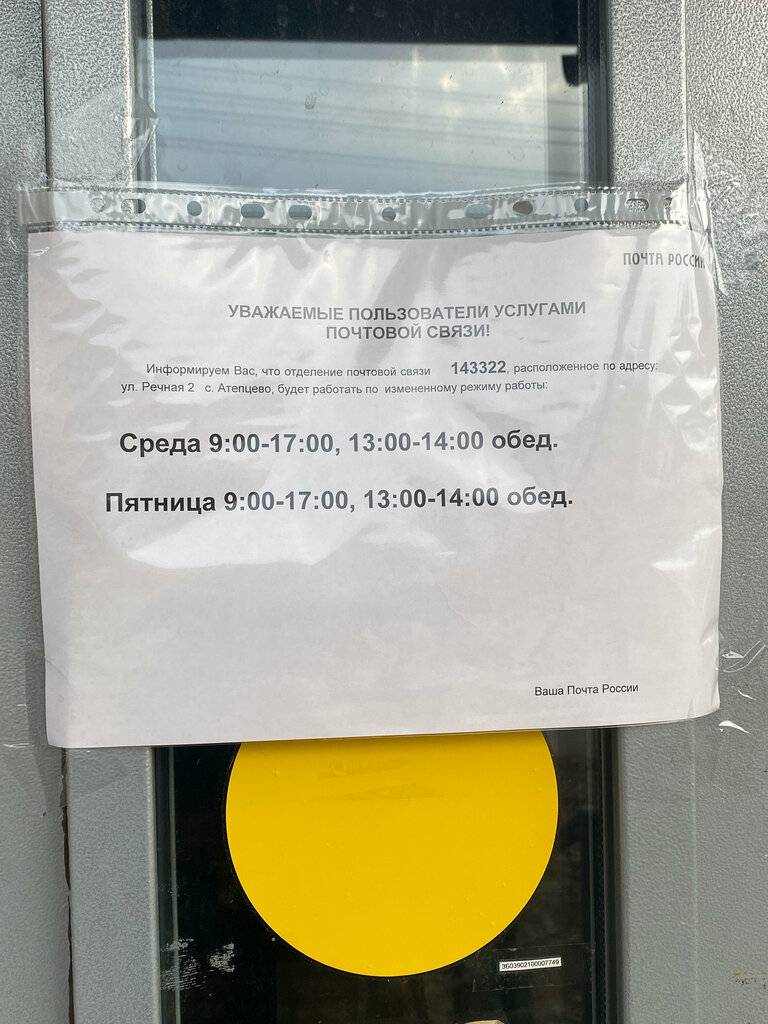 ПОЧТА РОССИИ
УВАЖАЕМЫЕ ПОЛЬЗОВАТЕЛИ УСЛУГАМИ
ПОЧТОВОЙ СВЯЗИ!
Информируем Вас, что отделение почтовой связи 143322, расположенное по адресу:
ул. Речная 2 с. Атепцево, будет работать по измененному режиму работы:
Среда 9:00-17:00, 13:00-14:00 обед.
Пятница 9:00-17:00, 13:00-14:00 обед.
Ваша Почта России
3603902100007749